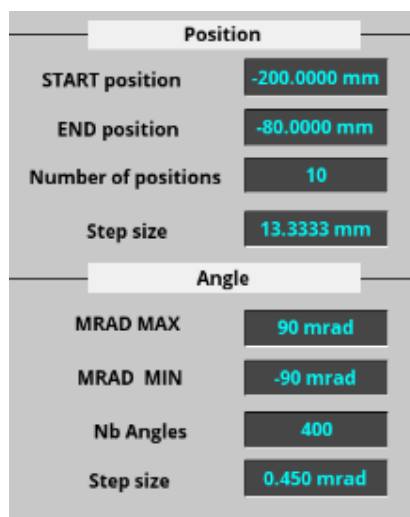 Position
START position -200.0000 mm
END position -80.0000 mm
Number of positions 10
Step size 13.3333 mm
Angle
MRAD MAX 90 mrad
MRAD MIN -90 mrad
Nb Angles 400
Step size 0.450 mrad